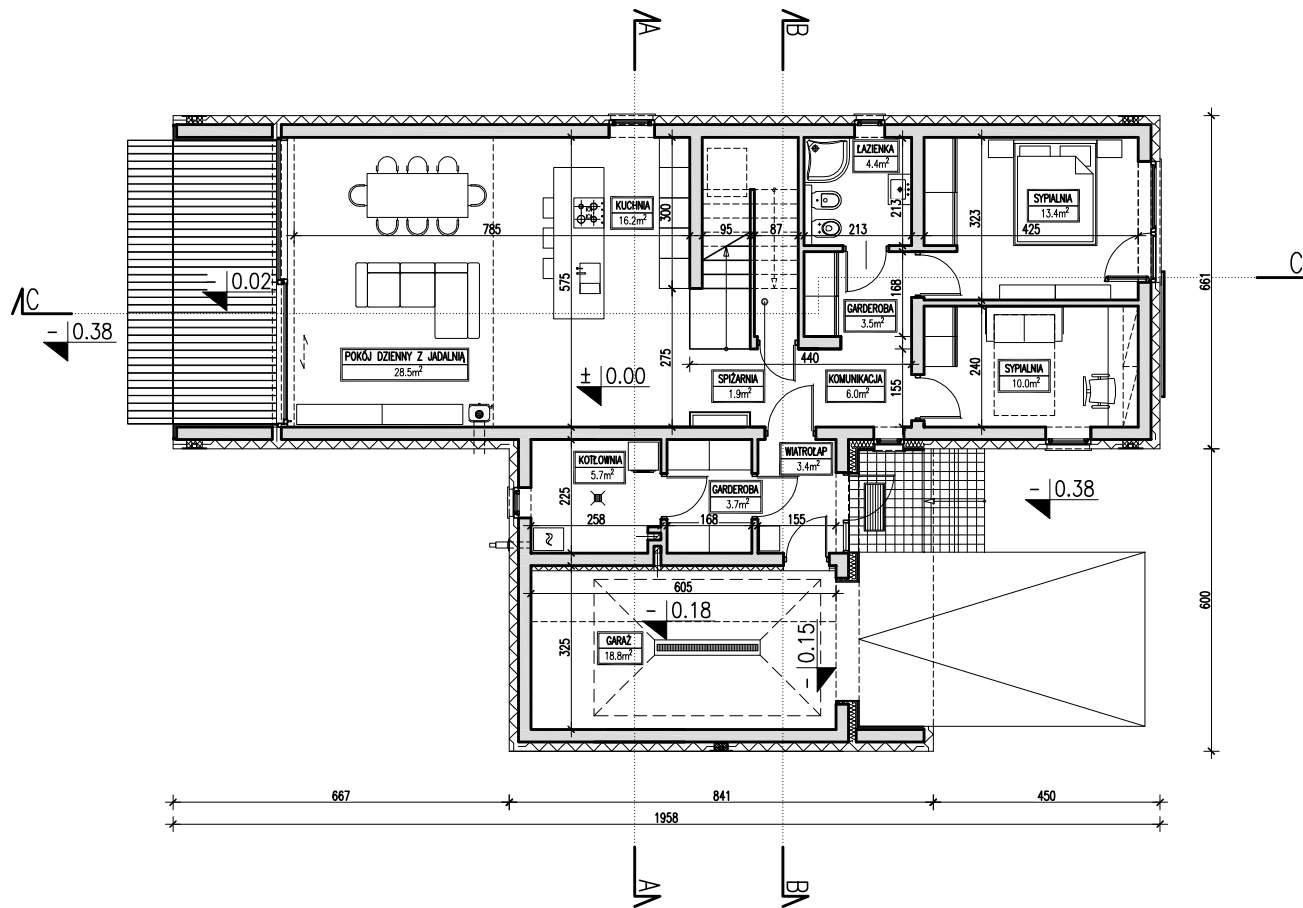 A
B
ŁAZIENKA
4.4m²
KUCHNIA
16.2m²
SYPIALNIA
13.4m²
300
213
323
785
95
87
213
425
C
661
0.02
575
C
- 0.38
168
GARDEROBA
3.5m²
POKÓJ DZIENNY Z JADALNIĄ
28.5m²
275
440
± 0.00
SPIŻARNIA
1.9m²
KOMUNIKACJA
6.0m²
155
240
SYPIALNIA
10.0m²
KOTŁOWNIA
5.7m²
WIATROŁAP
3.4m²
GARDEROBA
3.7m²
225
- 0.38
258
168
155
605
- 0.18
600
325
GARAŻ
18.8m²
- 0.15
667
841
450
1958
A
B